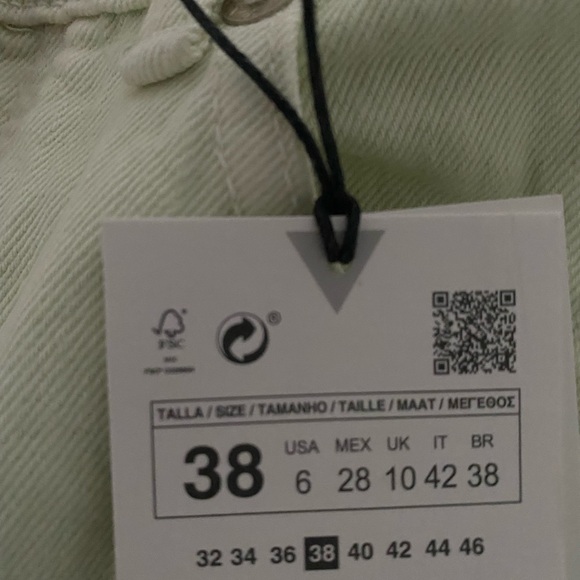 ®
FSC
TALLA / SIZE / TAMANHO / TAILLE / MAAT / ΜΕΓΕΘΟΣ
USA MEX UK IT BR
38 6 28 10 42 38
32 34 36 38 40 42 44 46